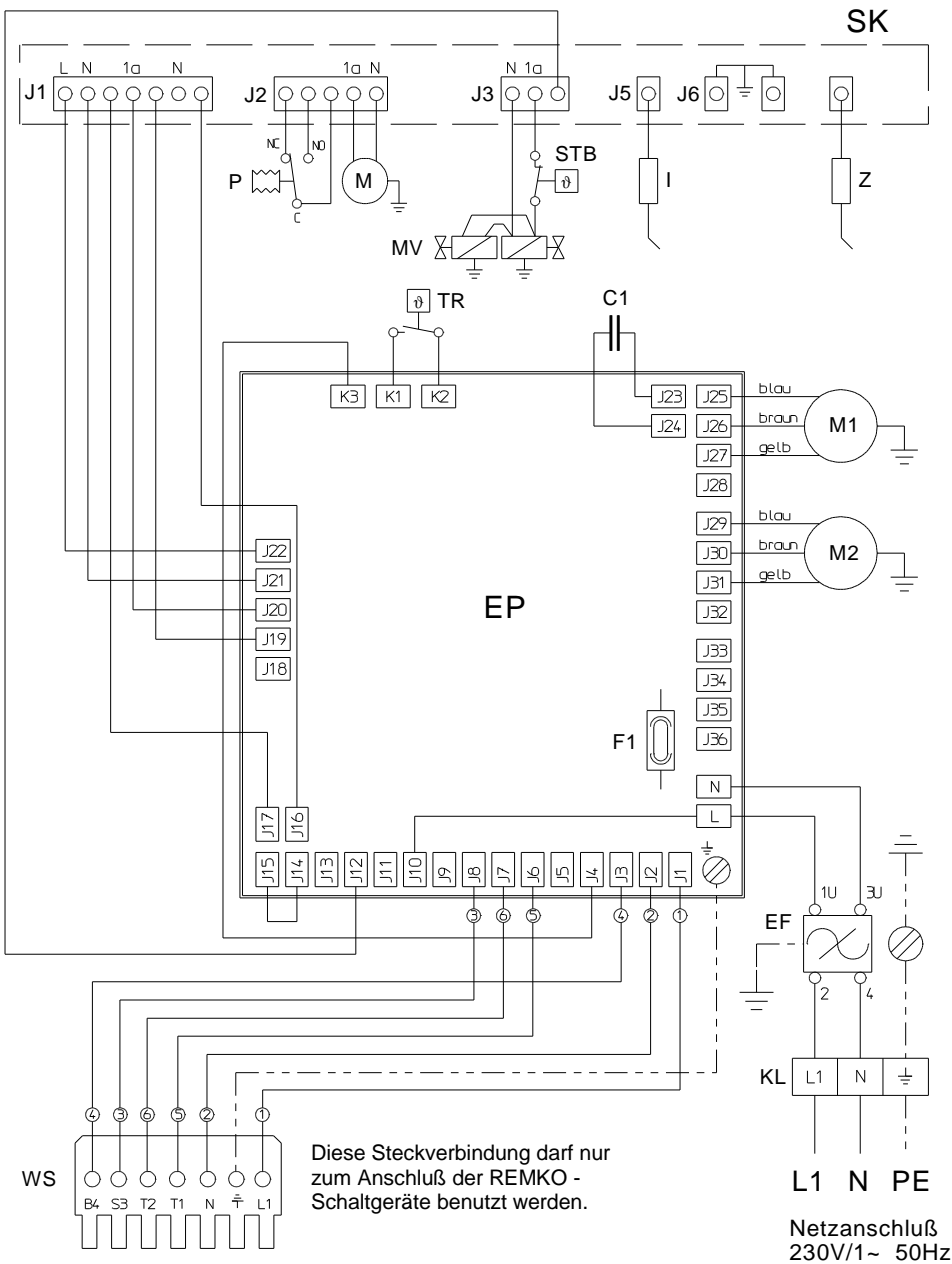 SK
L N 1a N
J1
1a N
J2
N 1a
J3
J5
J6
NC NO
P
C
M
STB
ϑ
I
Z
MV
ϑ TR
C1
K3 K1 K2
J23
J24
J25 blau
J26 braun
J27 gelb
J28
M1
J29 blau
J30 braun
J31 gelb
J32
M2
J22
J21
J20
J19
J18
EP
J33
J34
J35
J36
F1
N
L
J17 J16
J15 J14 J13 J12 J11 J10 J9 J8 J7 J6 J5 J4 J3 J2 J1
3 6 5 4 2 1
1U 3U
EF
2 4
KL L1 N
4 3 6 5 2 1
WS
B4 S3 T2 T1 N L1
Diese Steckverbindung darf nur
zum Anschluß der REMKO -
Schaltgeräte benutzt werden.
L1 N PE
Netzanschluß
230V/1~ 50Hz